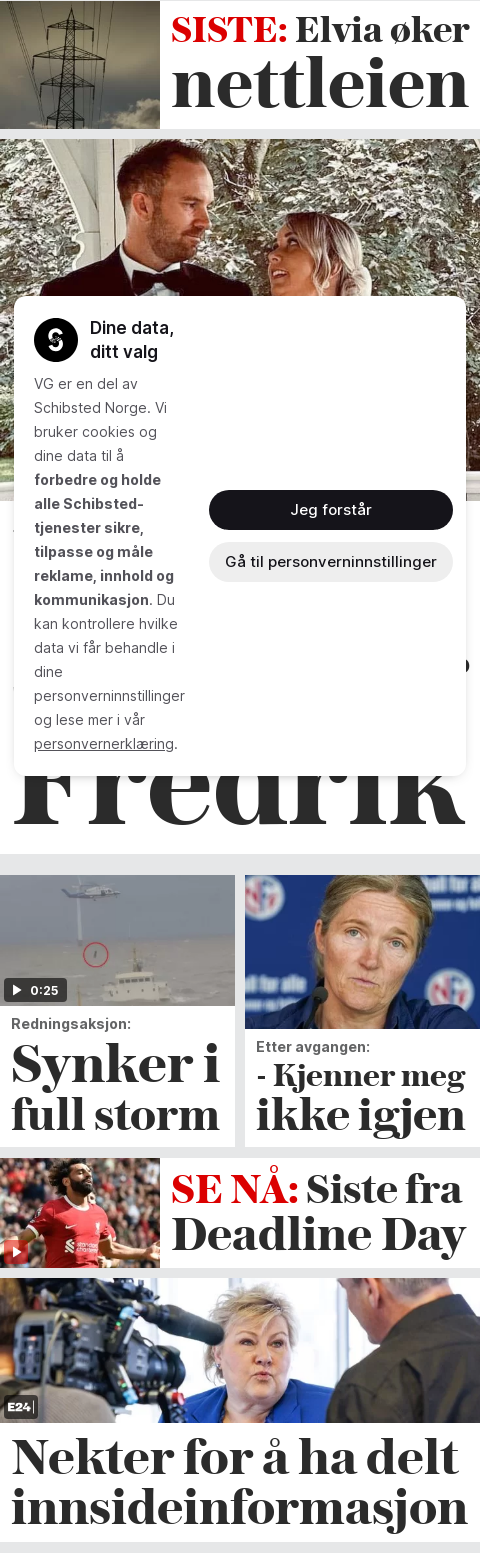 SISTE: Elvia øker
nettleien
Dine data,
ditt valg
VG er en del av
Schibsted Norge. Vi
bruker cookies og
dine data til å
forbedre og holde
alle Schibsted-
tjenester sikre,
tilpasse og måle
reklame, innhold og
kommunikasjon. Du
kan kontrollere hvilke
data vi får behandle i
dine
personverninnstillinger
og lese mer i vår
personvernerklæring.
Jeg forstår
Gå til personverninnstillinger
Fredrik
0:25
Redningsaksjon:
Synker i
full storm
Etter avgangen:
- Kjenner meg
ikke igjen
SE NÅ: Siste fra
Deadline Day
E24
Nekter for å ha delt
innsideinformasjon